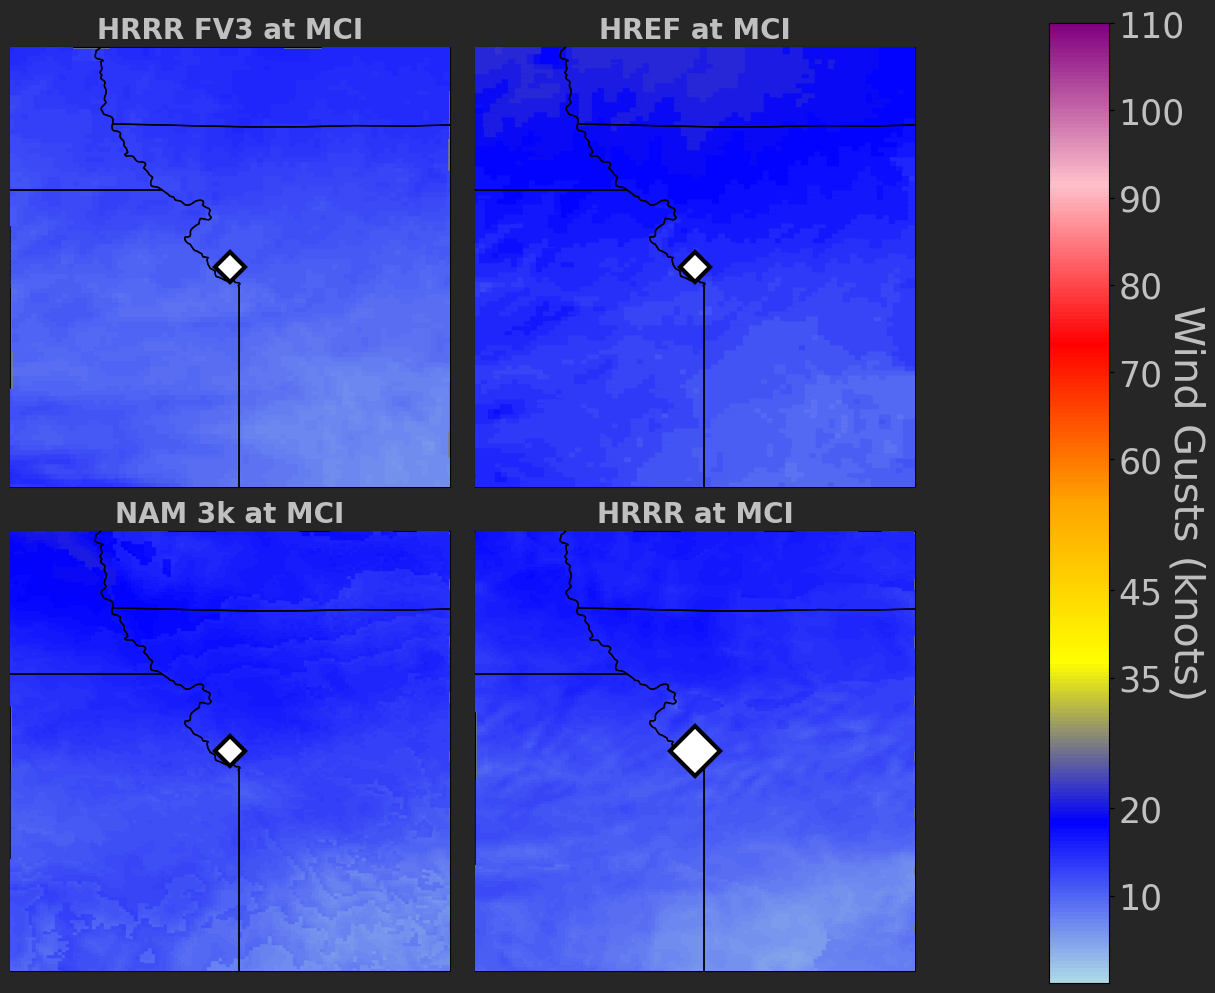 HRRR FV3 at MCI
HREF at MCI
NAM 3k at MCI
HRRR at MCI
110
100
90
80
70
60
45
35
20
10
Wind Gusts (knots)